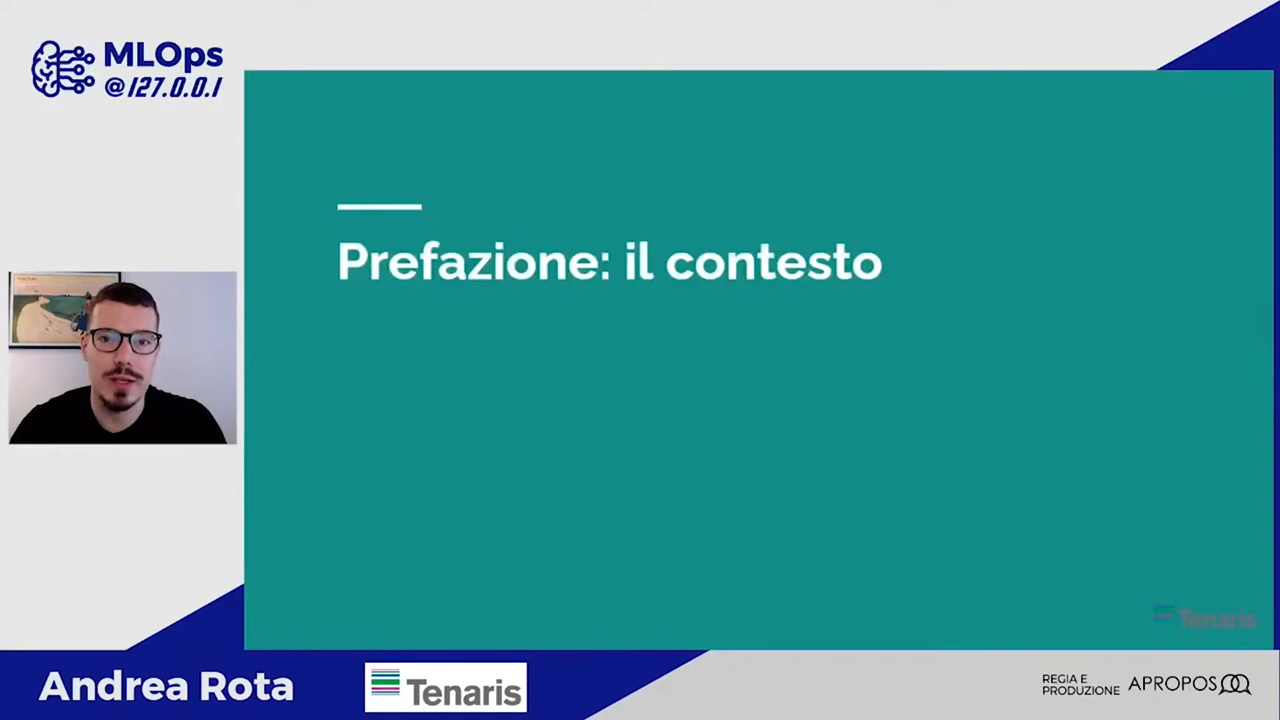 MLOps
@127.0.0.1
Prefazione: il contesto
Tenaris
Andrea Rota
Tenaris
REGIA E
PRODUZIONE
APROPOS